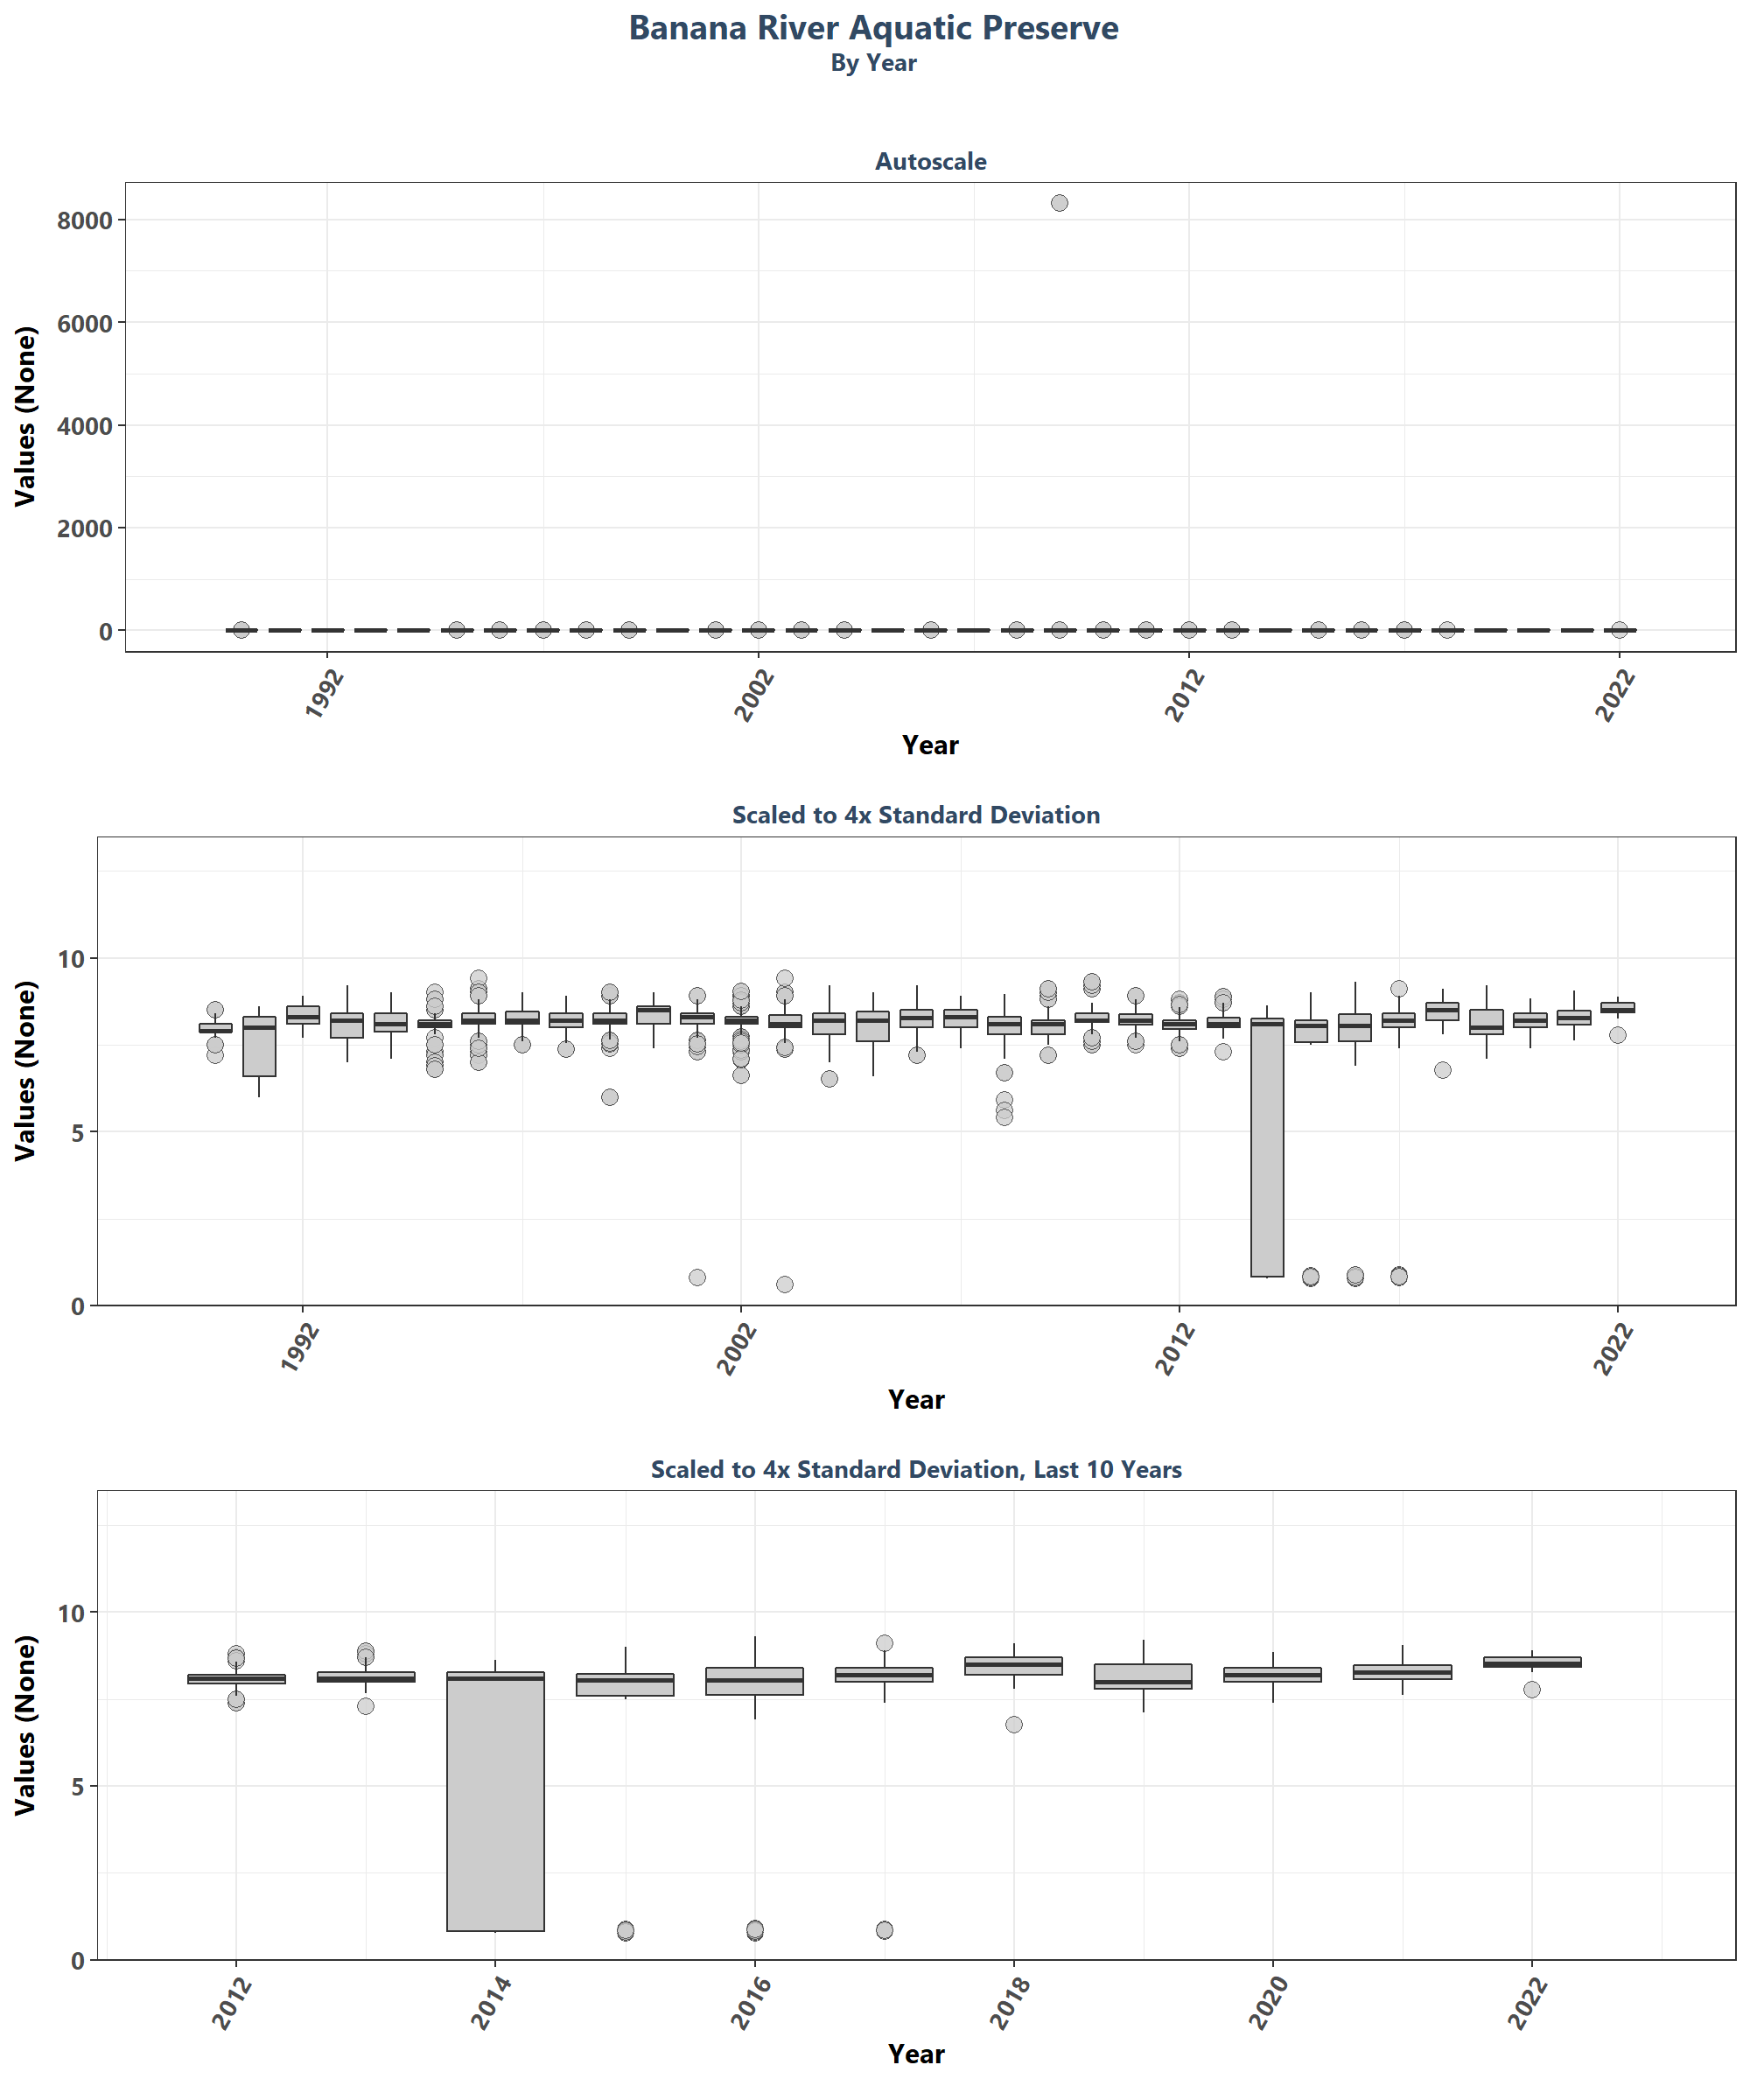 Banana River Aquatic Preserve
By Year
Autoscale
Values (None)
8000
6000
4000
2000
0
1992
2002
2012
2022
Year
Scaled to 4x Standard Deviation
Values (None)
10
5
0
1992
2002
2012
2022
Year
Scaled to 4x Standard Deviation, Last 10 Years
Values (None)
10
5
0
2012
2014
2016
2018
2020
2022
Year